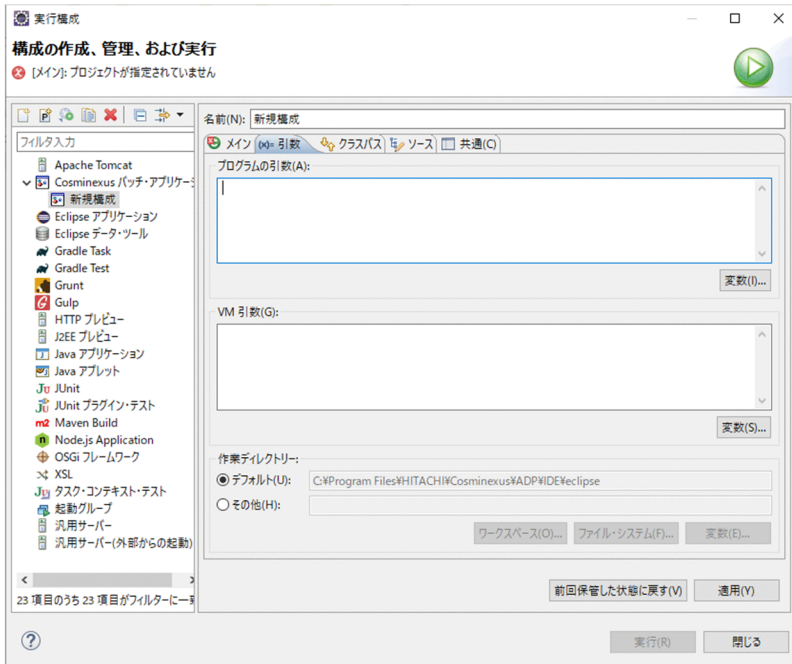 実行構成
構成の作成、管理、および実行
[メイン]: プロジェクトが指定されていません
名前(N): 新規構成
フィルタ入力
メイン (x)= 引数 クラスパス ソース 共通(C)
Apache Tomcat
Cosminexus バッチ・アプリケーシ
新規構成
Eclipse アプリケーション
Eclipse データ・ツール
Gradle Task
Gradle Test
Grunt
Gulp
HTTP プレビュー
J2EE プレビュー
Java アプリケーション
Java アプレット
JUnit
JUnit プラグイン・テスト
Maven Build
Node.js Application
OSGi フレームワーク
XSL
タスク・コンテキスト・テスト
起動グループ
汎用サーバー
汎用サーバー(外部からの起動)
23 項目のうち 23 項目がフィルターに一致
プログラムの引数(A):
変数(I)...
VM 引数(G):
変数(S)...
作業ディレクトリー:
デフォルト(U): C:¥Program Files¥HITACHI¥Cosminexus¥ADP¥IDE¥eclipse
その他(H):
ワークスペース(O)... ファイル・システム(F)... 変数(E)...
前回保管した状態に戻す(V) 適用(Y)
実行(R) 閉じる